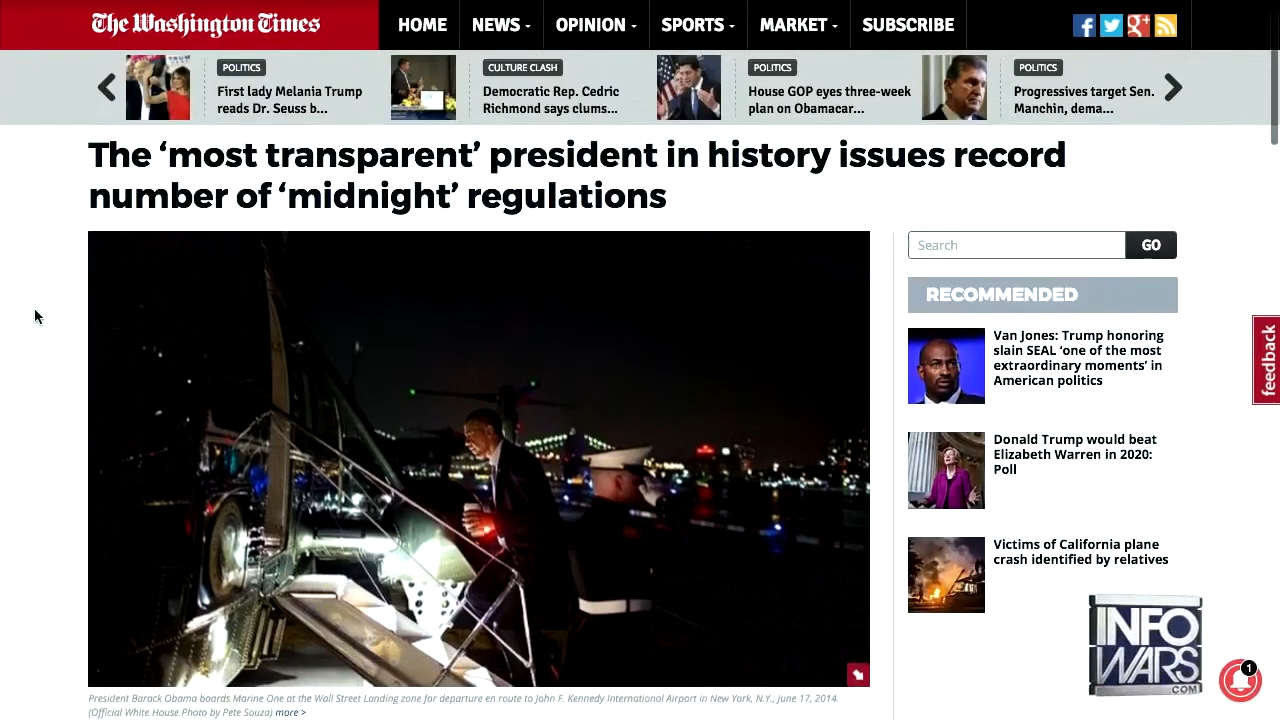 The Washington Times
HOME
NEWS
OPINION
SPORTS
MARKET
SUBSCRIBE
POLITICS
First lady Melania Trump
reads Dr. Seuss b...
CULTURE CLASH
Democratic Rep. Cedric
Richmond says clums...
POLITICS
House GOP eyes three-week
plan on Obamacar...
POLITICS
Progressives target Sen.
Manchin, dema...
The ‘most transparent’ president in history issues record
number of ‘midnight’ regulations
Search
GO
RECOMMENDED
Van Jones: Trump honoring
slain SEAL ‘one of the most
extraordinary moments’ in
American politics
Donald Trump would beat
Elizabeth Warren in 2020:
Poll
Victims of California plane
crash identified by relatives
feedback
INFO
WARS
.COM
1
President Barack Obama boards Marine One at the Wall Street Landing zone for departure en route to John F. Kennedy International Airport in New York, N.Y., June 17, 2014.
(Official White House Photo by Pete Souza) more >